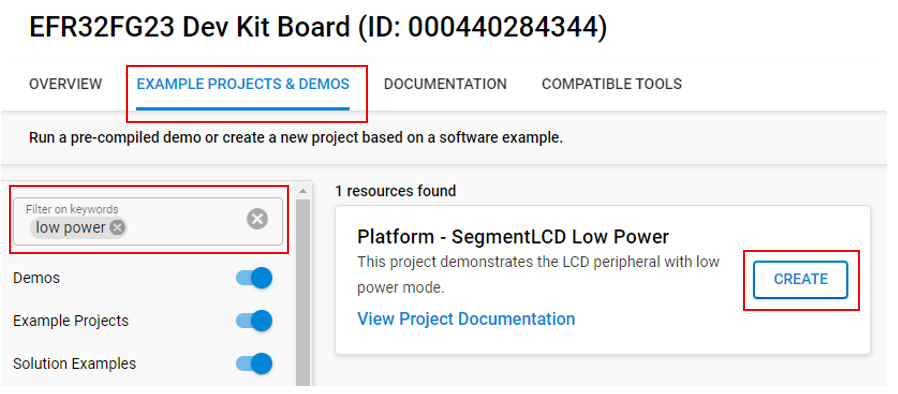 EFR32FG23 Dev Kit Board (ID: 000440284344)
OVERVIEW EXAMPLE PROJECTS & DEMOS DOCUMENTATION COMPATIBLE TOOLS
Run a pre-compiled demo or create a new project based on a software example.
Filter on keywords
low power
Demos
Example Projects
Solution Examples
1 resources found
Platform - SegmentLCD Low Power
This project demonstrates the LCD peripheral with low
power mode.
View Project Documentation
CREATE